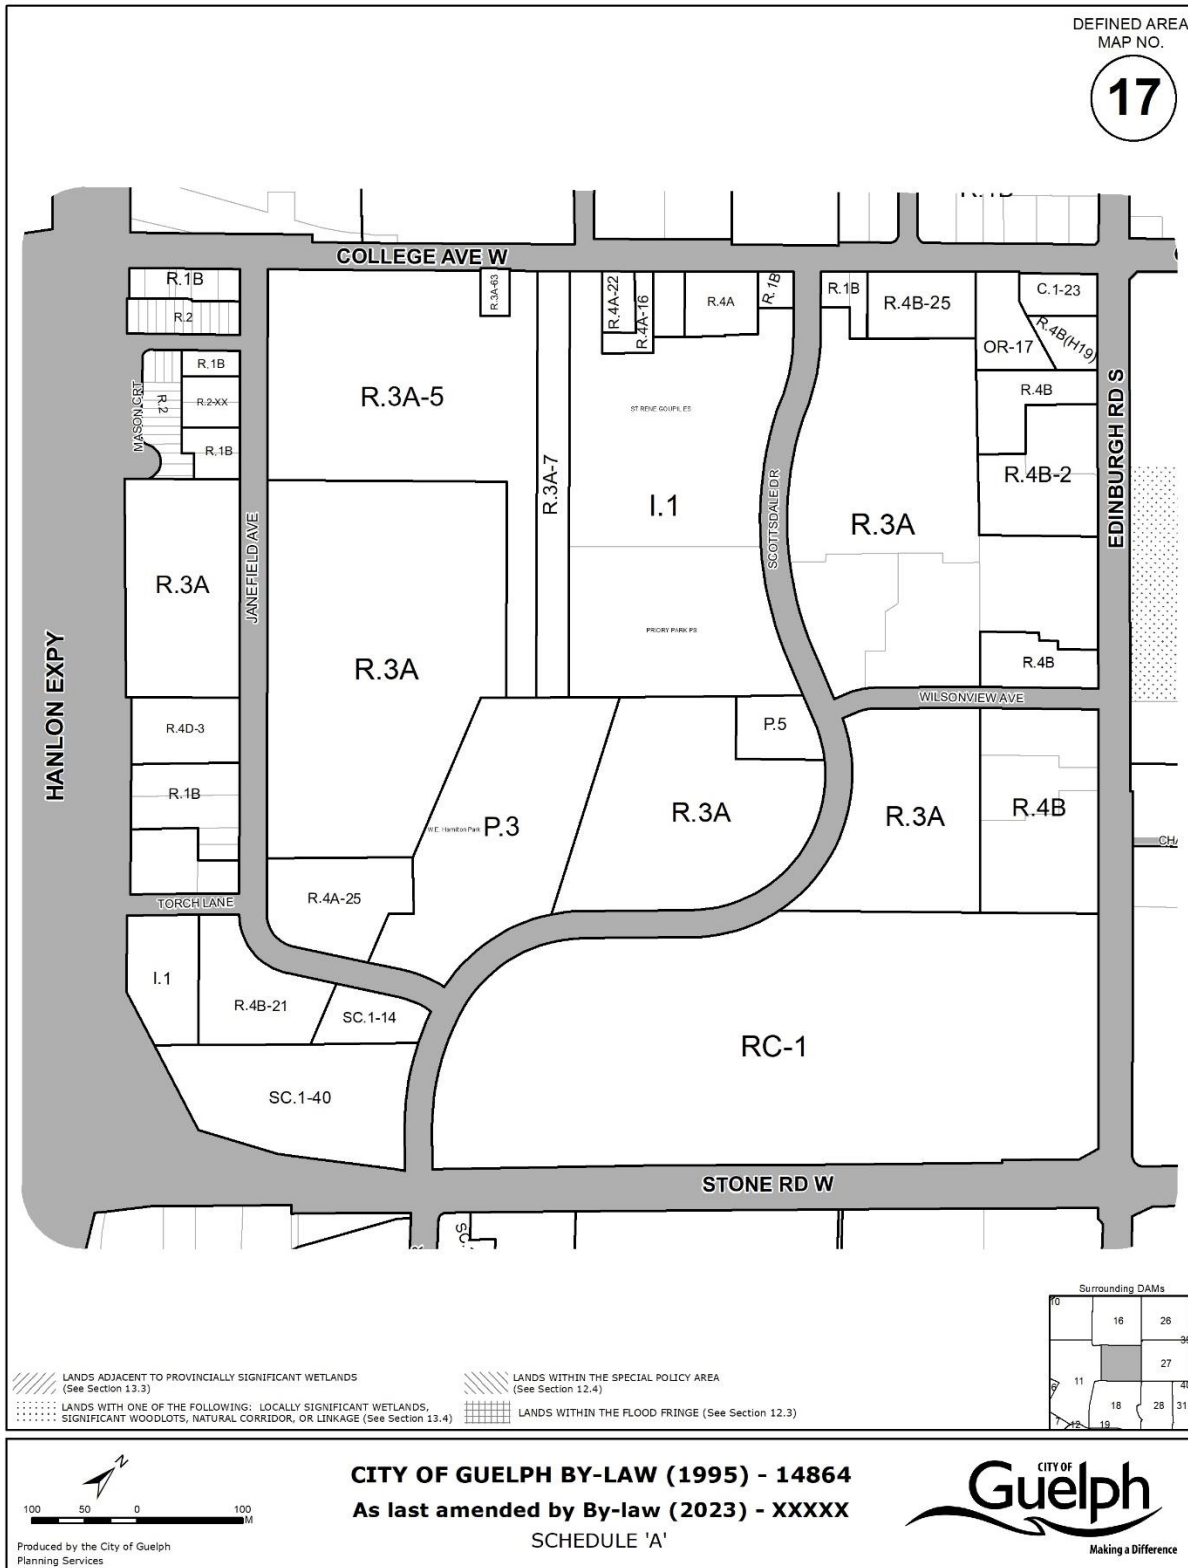 DEFINED AREA
MAP NO.
17
R.1B
COLLEGE AVE W
R.1B
R.2
R.3A-63
R.4A-22
R.4A-16
R.4A
R.1B
R.1B
R.4B-25
C.1-23
R.4B(H19)
OR-17
MASON CRT
R.1B
R.2
R.2-XX
R.1B
R.3A-5
R.4B
ST RENE GOUPIL ES
R.3A-7
I.1
SCOTTSDALE DR
R.3A
R.4B-2
EDINBURGH RD S
JANEFIELD AVE
R.3A
HANLON EXPY
R.3A
PRIORY PARK PS
R.4B
WILSONVIEW AVE
R.4D-3
P.5
R.1B
W.E. Hamilton Park
P.3
R.3A
R.3A
R.4B
CHA
TORCH LANE
R.4A-25
I.1
R.4B-21
SC.1-14
RC-1
SC.1-40
STONE RD W
SC.
Surrounding DAMs
10
16
26
27
11
18
28
31
7
12
19
LANDS ADJACENT TO PROVINCIALLY SIGNIFICANT WETLANDS
(See Section 13.3)
LANDS WITH ONE OF THE FOLLOWING: LOCALLY SIGNIFICANT WETLANDS,
SIGNIFICANT WOODLOTS, NATURAL CORRIDOR, OR LINKAGE (See Section 13.4)
LANDS WITHIN THE SPECIAL POLICY AREA
(See Section 12.4)
LANDS WITHIN THE FLOOD FRINGE (See Section 12.3)
N
100 50 0 100
M
Produced by the City of Guelph
Planning Services
CITY OF GUELPH BY-LAW (1995) - 14864
As last amended by By-law (2023) - XXXXX
SCHEDULE 'A'
CITY OF
Guelph
Making a Difference